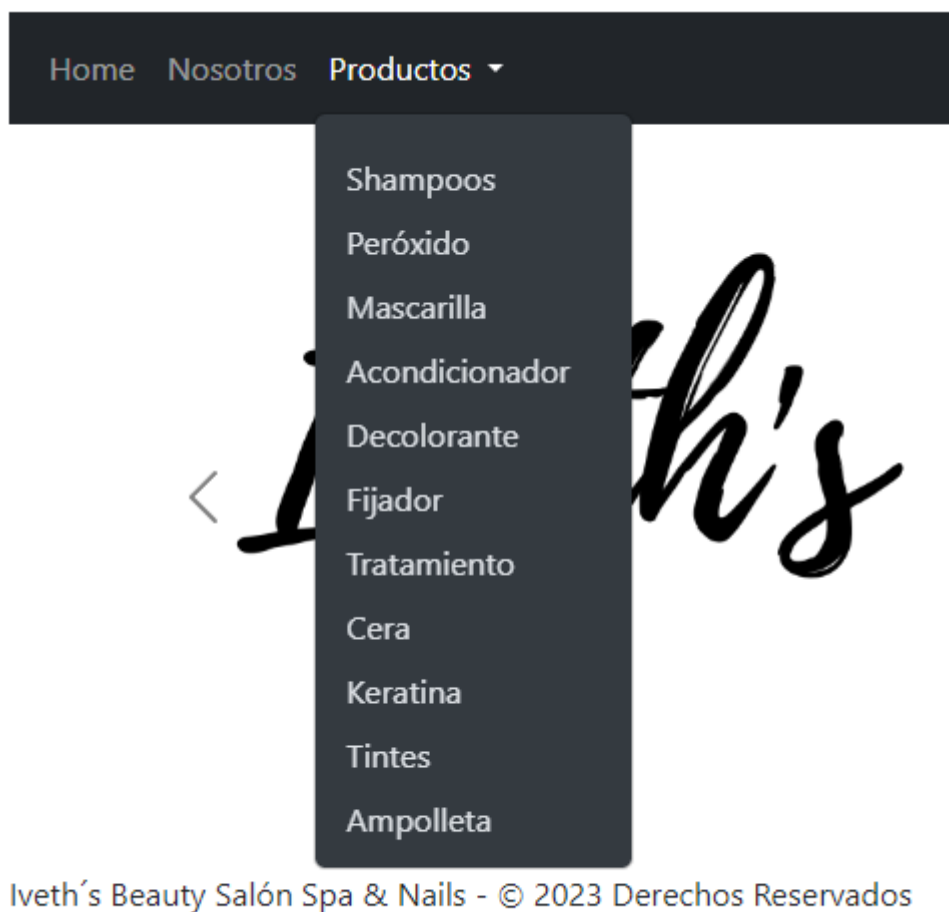 Home Nosotros Productos
Shampoos
Peróxido
Mascarilla
Acondicionador
Decolorante
Fijador
Tratamiento
Cera
Keratina
Tintes
Ampolleta
Iveth´s Beauty Salón Spa & Nails - © 2023 Derechos Reservados